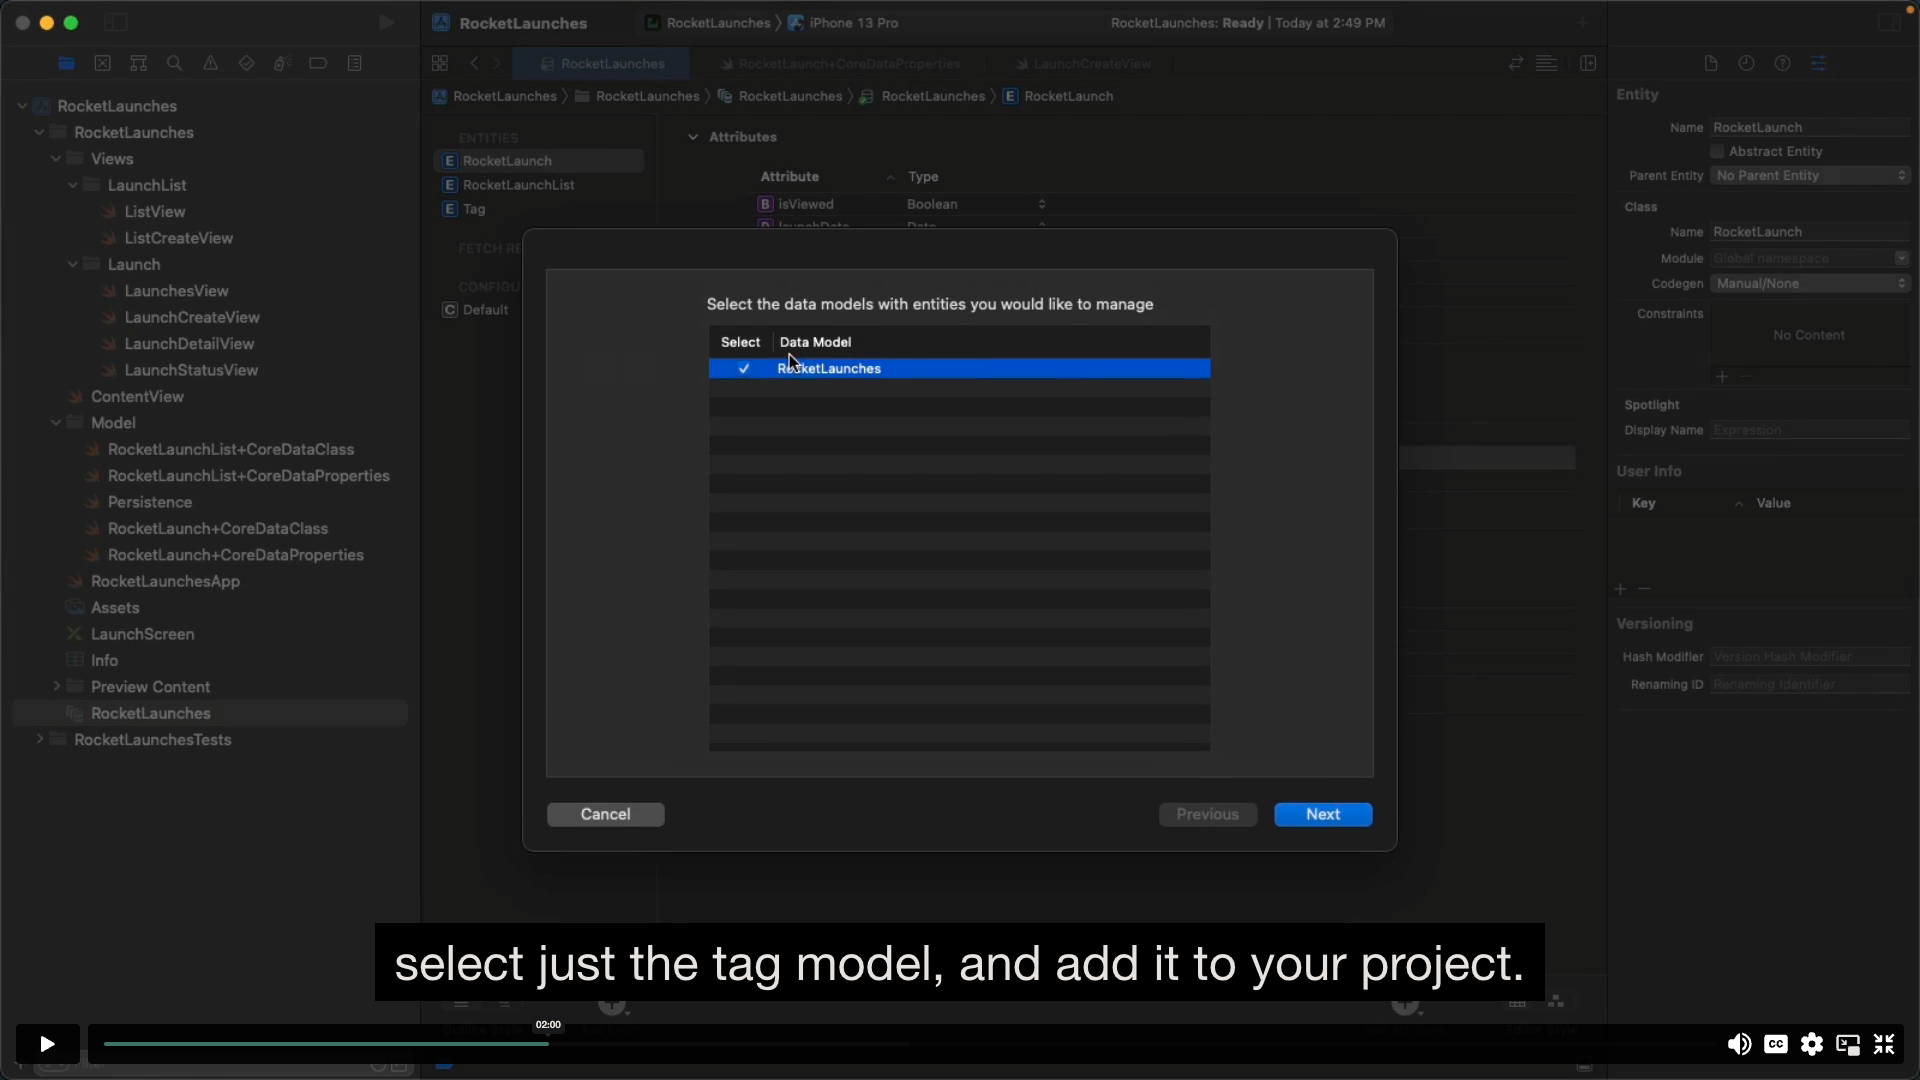 RocketLaunches
RocketLaunches 〉 iPhone 13 Pro
RocketLaunches: Ready | Today at 2:49 PM
RocketLaunches
RocketLaunch+CoreDataProperties
LaunchCreateView
RocketLaunches 〉 RocketLaunches 〉 RocketLaunches 〉 RocketLaunches 〉 E RocketLaunch
RocketLaunches
RocketLaunches
Views
LaunchList
ListView
ListCreateView
Launch
LaunchesView
LaunchCreateView
LaunchDetailView
LaunchStatusView
ContentView
Model
RocketLaunchList+CoreDataClass
RocketLaunchList+CoreDataProperties
Persistence
RocketLaunch+CoreDataClass
RocketLaunch+CoreDataProperties
RocketLaunchesApp
Assets
LaunchScreen
Info
Preview Content
RocketLaunches
RocketLaunchesTests
ENTITIES
E RocketLaunch
E RocketLaunchList
E Tag
FETCH RE
CONFIGU
C Default
Attributes
Attribute Type
B isViewed Boolean
D launchDate Date
Select the data models with entities you would like to manage
Select Data Model
RocketLaunches
Cancel
Previous
Next
Entity
Name RocketLaunch
Abstract Entity
Parent Entity No Parent Entity
Class
Name RocketLaunch
Module Global namespace
Codegen Manual/None
Constraints
No Content
Spotlight
Display Name Expression
User Info
Key Value
Versioning
Hash Modifier Version Hash Modifier
Renaming ID Renaming Identifier
select just the tag model, and add it to your project.
02:00
CC